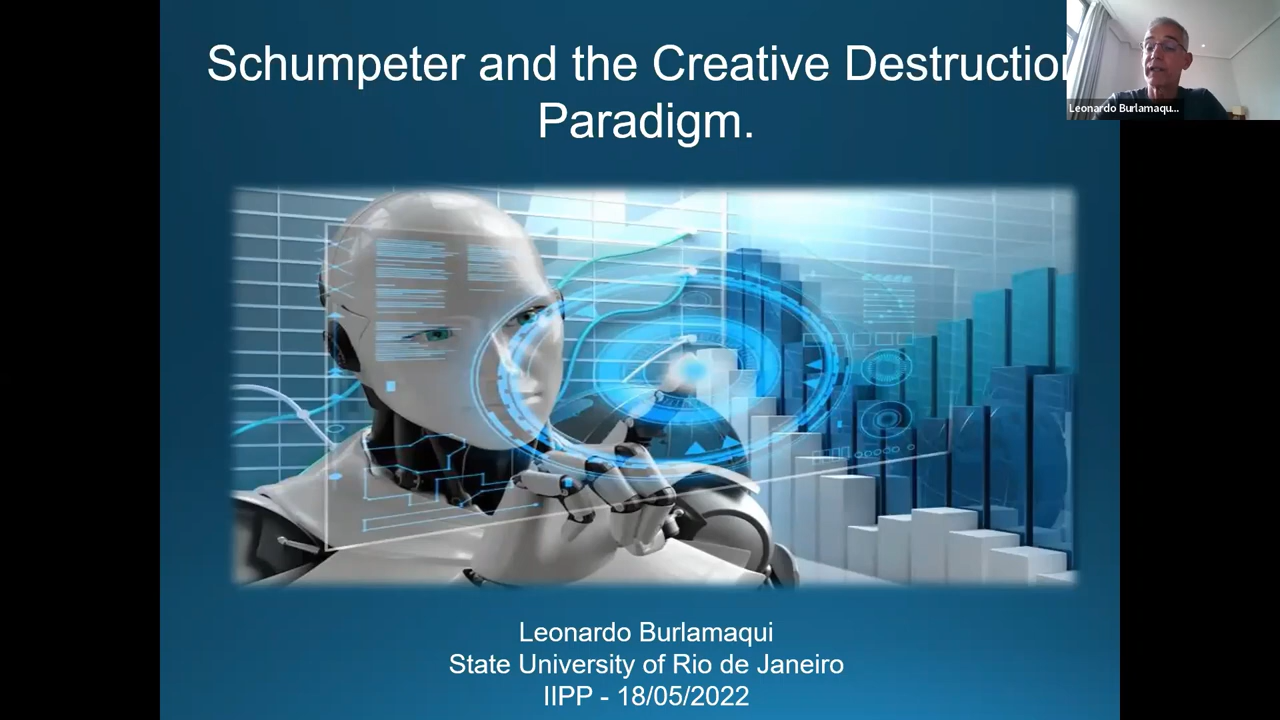 Schumpeter and the Creative Destruction
Paradigm.
Leonardo Burlamaqu...
Leonardo Burlamaqui
State University of Rio de Janeiro
IIPP - 18/05/2022